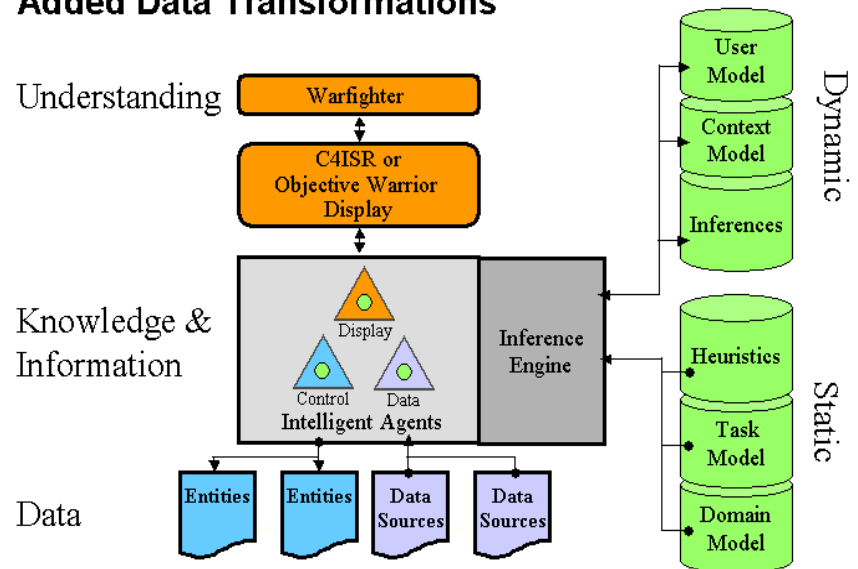 Added Data Transformations
Understanding
Warfighter
C4ISR or
Objective Warrior
Display
Knowledge &
Information
Display
Control
Data
Intelligent Agents
Inference
Engine
Data
Entities
Entities
Data
Sources
Data
Sources
User
Model
Context
Model
Inferences
Dynamic
Heuristics
Task
Model
Domain
Model
Static